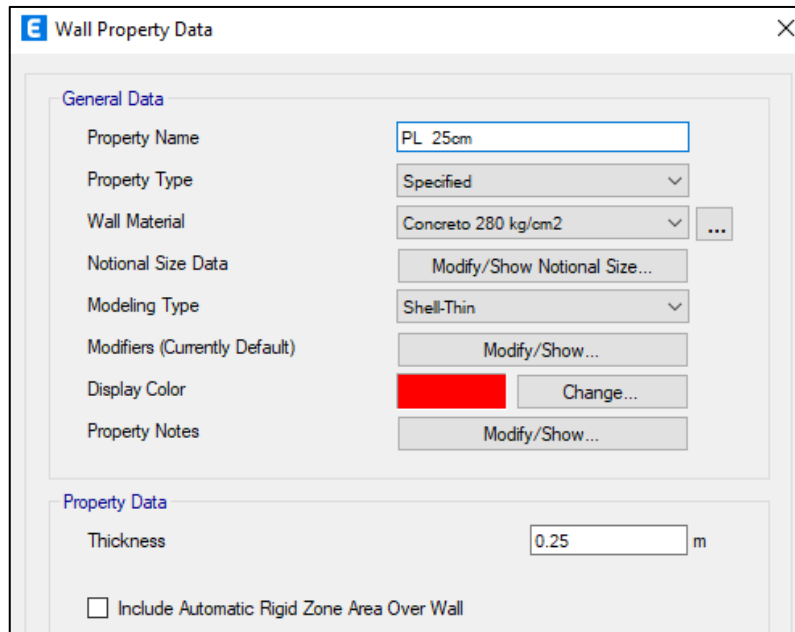 E Wall Property Data
General Data
Property Name PL 25cm
Property Type Specified
Wall Material Concreto 280 kg/cm2 ...
Notional Size Data Modify/Show Notional Size...
Modeling Type Shell-Thin
Modifiers (Currently Default) Modify/Show...
Display Color Change...
Property Notes Modify/Show...
Property Data
Thickness 0.25 m
Include Automatic Rigid Zone Area Over Wall